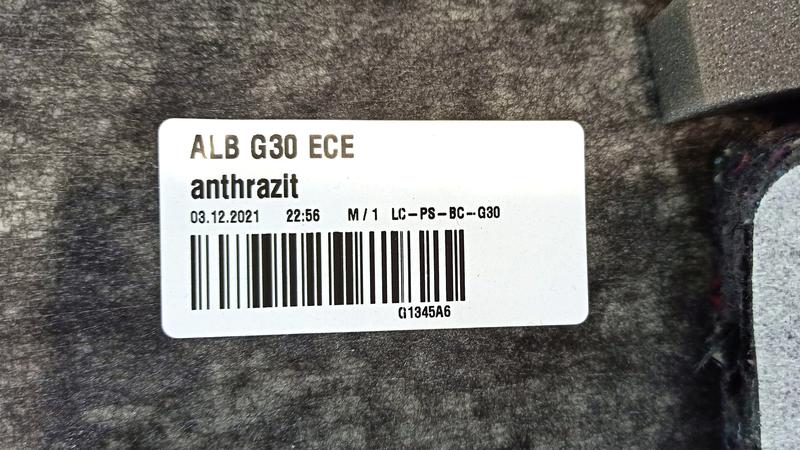 ALB G30 ECE
anthrazit
03.12.2021 22:56 M/1 LC-PS-BC-G30
G1345A6